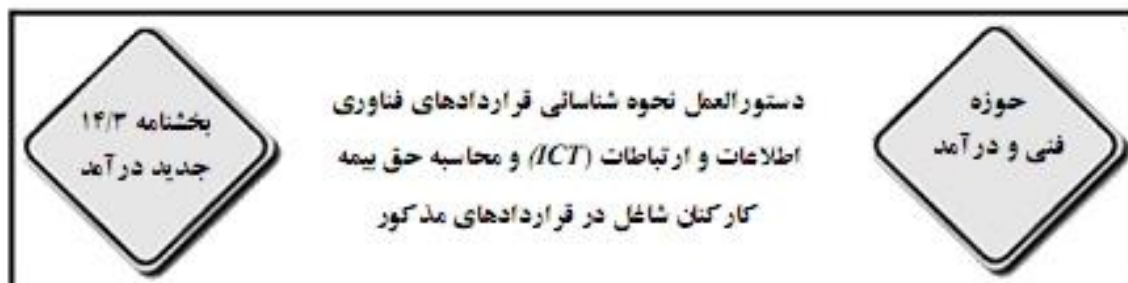 حوزه
فنی و درآمد
دستورالعمل نحوه شناسائی قراردادهای فناوری
اطلاعات و ارتباطات (ICT) و محاسبه حق بیمه
کارکنان شاغل در قراردادهای مذکور
بخشنامه ۱۴/۳
جدید درآمد